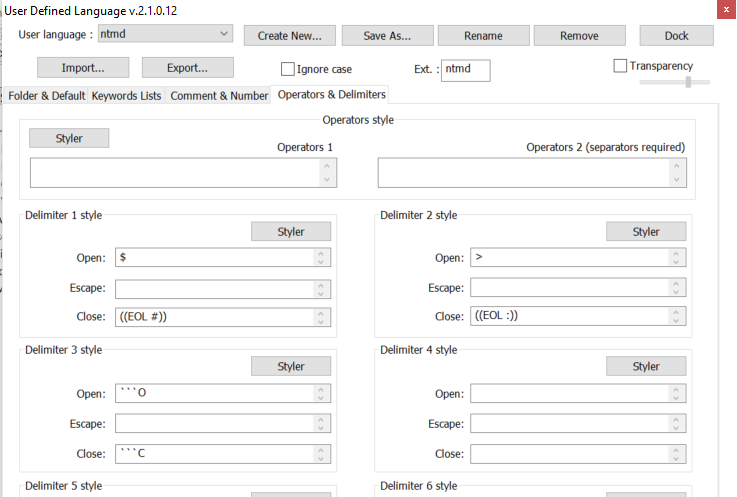 User Defined Language v.2.1.0.12
x
User language : ntmd
Create New...
Save As...
Rename
Remove
Dock
Import...
Export...
Ignore case
Ext. : ntmd
Transparency
Folder & Default
Keywords Lists
Comment & Number
Operators & Delimiters
Operators style
Styler
Operators 1
Operators 2 (separators required)
Delimiter 1 style
Styler
Open: $
Escape:
Close: ((EOL #))
Delimiter 2 style
Styler
Open: >
Escape:
Close: ((EOL :))
Delimiter 3 style
Styler
Open: ```O
Escape:
Close: ```C
Delimiter 4 style
Styler
Open:
Escape:
Close:
Delimiter 5 style
Delimiter 6 style